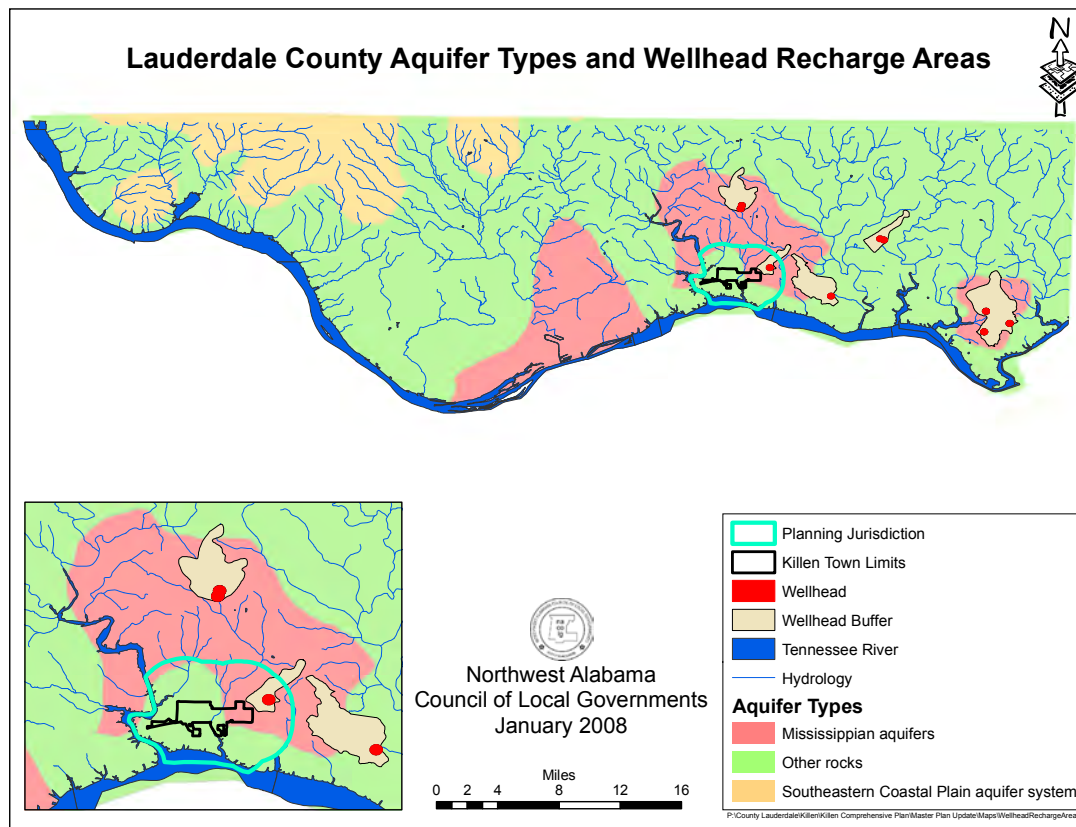 Lauderdale County Aquifer Types and Wellhead Recharge Areas
N
Northwest Alabama
Council of Local Governments
January 2008
Miles
0 2 4 8 12 16
Planning Jurisdiction
Killen Town Limits
Wellhead
Wellhead Buffer
Tennessee River
Hydrology
Aquifer Types
Mississippian aquifers
Other rocks
Southeastern Coastal Plain aquifer system
P:\County Lauderdale\Killen\Killen Comprehensive Plan\Master Plan Update\Maps\WellheadRechargeArea